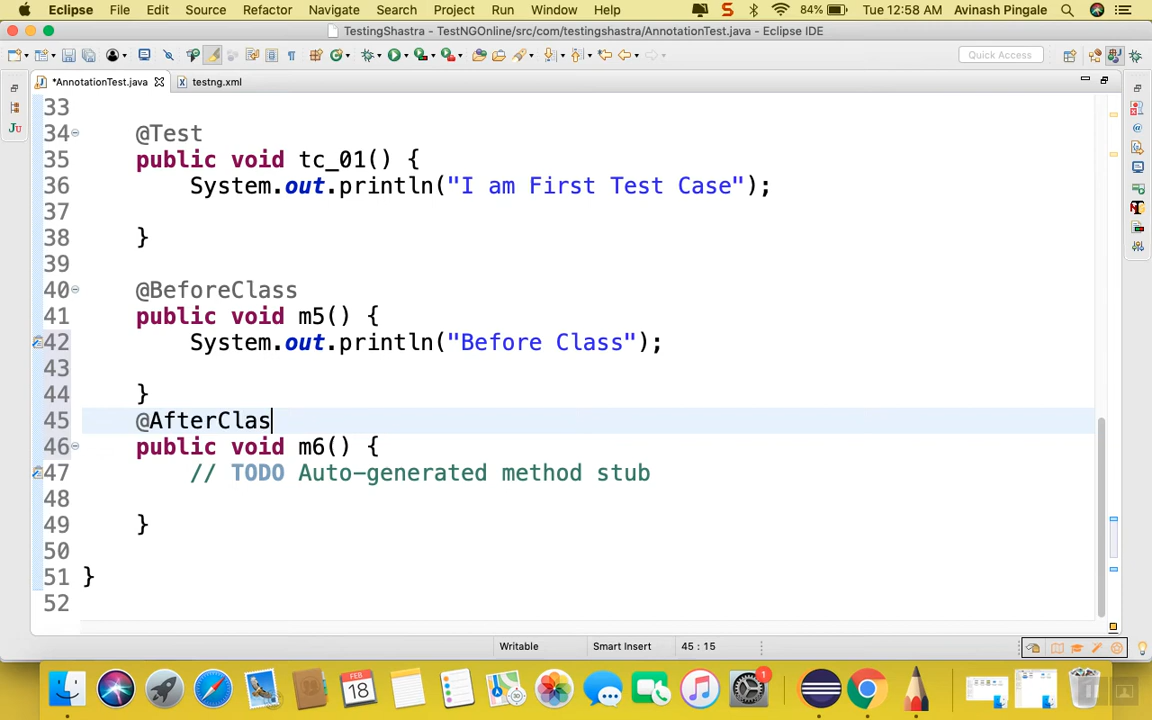 Eclipse File Edit Source Refactor Navigate Search Project Run Window Help S 84% Tue 12:58 AM Avinash Pingale
TestingShastra - TestNGOnline/src/com/testingshastra/AnnotationTest.java - Eclipse IDE
Quick Access
*AnnotationTest.java testng.xml
33
34 @Test
35 public void tc_01() {
36 System.out.println("I am First Test Case");
37
38 }
39
40 @BeforeClass
41 public void m5() {
42 System.out.println("Before Class");
43
44 }
45 @AfterClas
46 public void m6() {
47 // TODO Auto-generated method stub
48
49 }
50
51 }
52
Writable Smart Insert 45 : 15
FEB
18
1